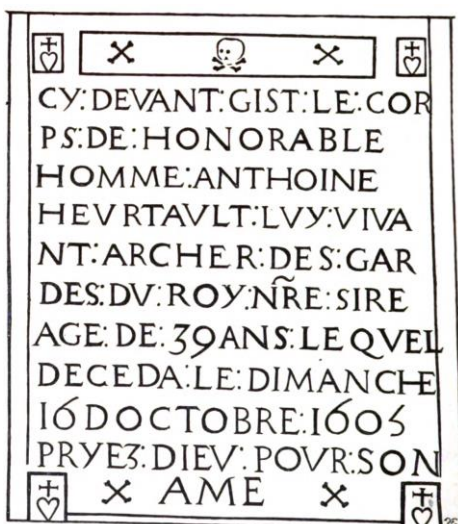 CY:DEVANT:GIST:LE:COR
PS:DE:HONORABLE
HOMME:ANTHOINE
HEVRTAVLT:LVY:VIVA
NT:ARCHER:DES:GAR
DES:DV:ROY:NR̃E:SIRE
AGE:DE:39ANS:LEQVEL
DECEDA:LE:DIMANCHE
16DOCTOBRE:1605
PRYEZ:DIEV:POVR:SON
AME